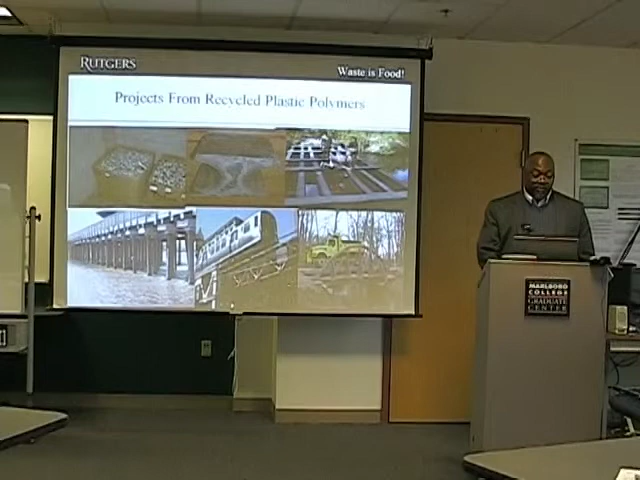 RUTGERS
Waste is Food!
Projects From Recycled Plastic Polymers
MARLBORO
COLLEGE
GRADUATE
CENTER